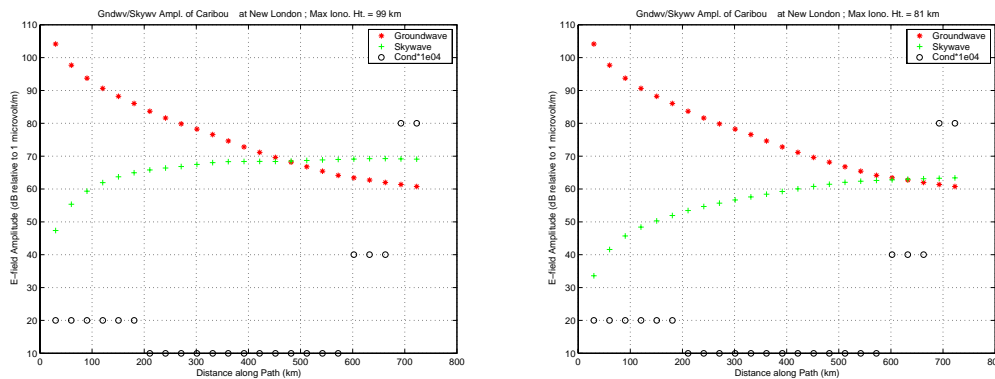 Gndwv/Skywv Ampl. of Caribou at New London ; Max Iono. Ht. = 99 km
110
100
90
80
70
60
50
40
30
20
10
E-field Amplitude (dB relative to 1 microvolt/m)
Groundwave
Skywave
Cond*1e04
0 100 200 300 400 500 600 700 800
Distance along Path (km)
Gndwv/Skywv Ampl. of Caribou at New London ; Max Iono. Ht. = 81 km
110
100
90
80
70
60
50
40
30
20
10
E-field Amplitude (dB relative to 1 microvolt/m)
Groundwave
Skywave
Cond*1e04
0 100 200 300 400 500 600 700 800
Distance along Path (km)